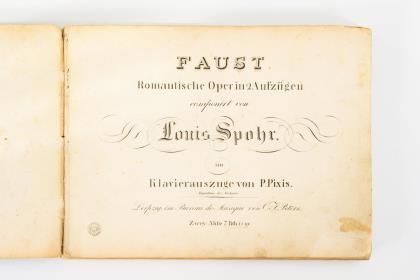 FAUST
Romantische Oper in 2 Aufzügen
componirt von
Louis Spohr.
im
Klavierauszuge von P. Pixis.
Leipzig im Bureau de Musique von C. F. Peters.